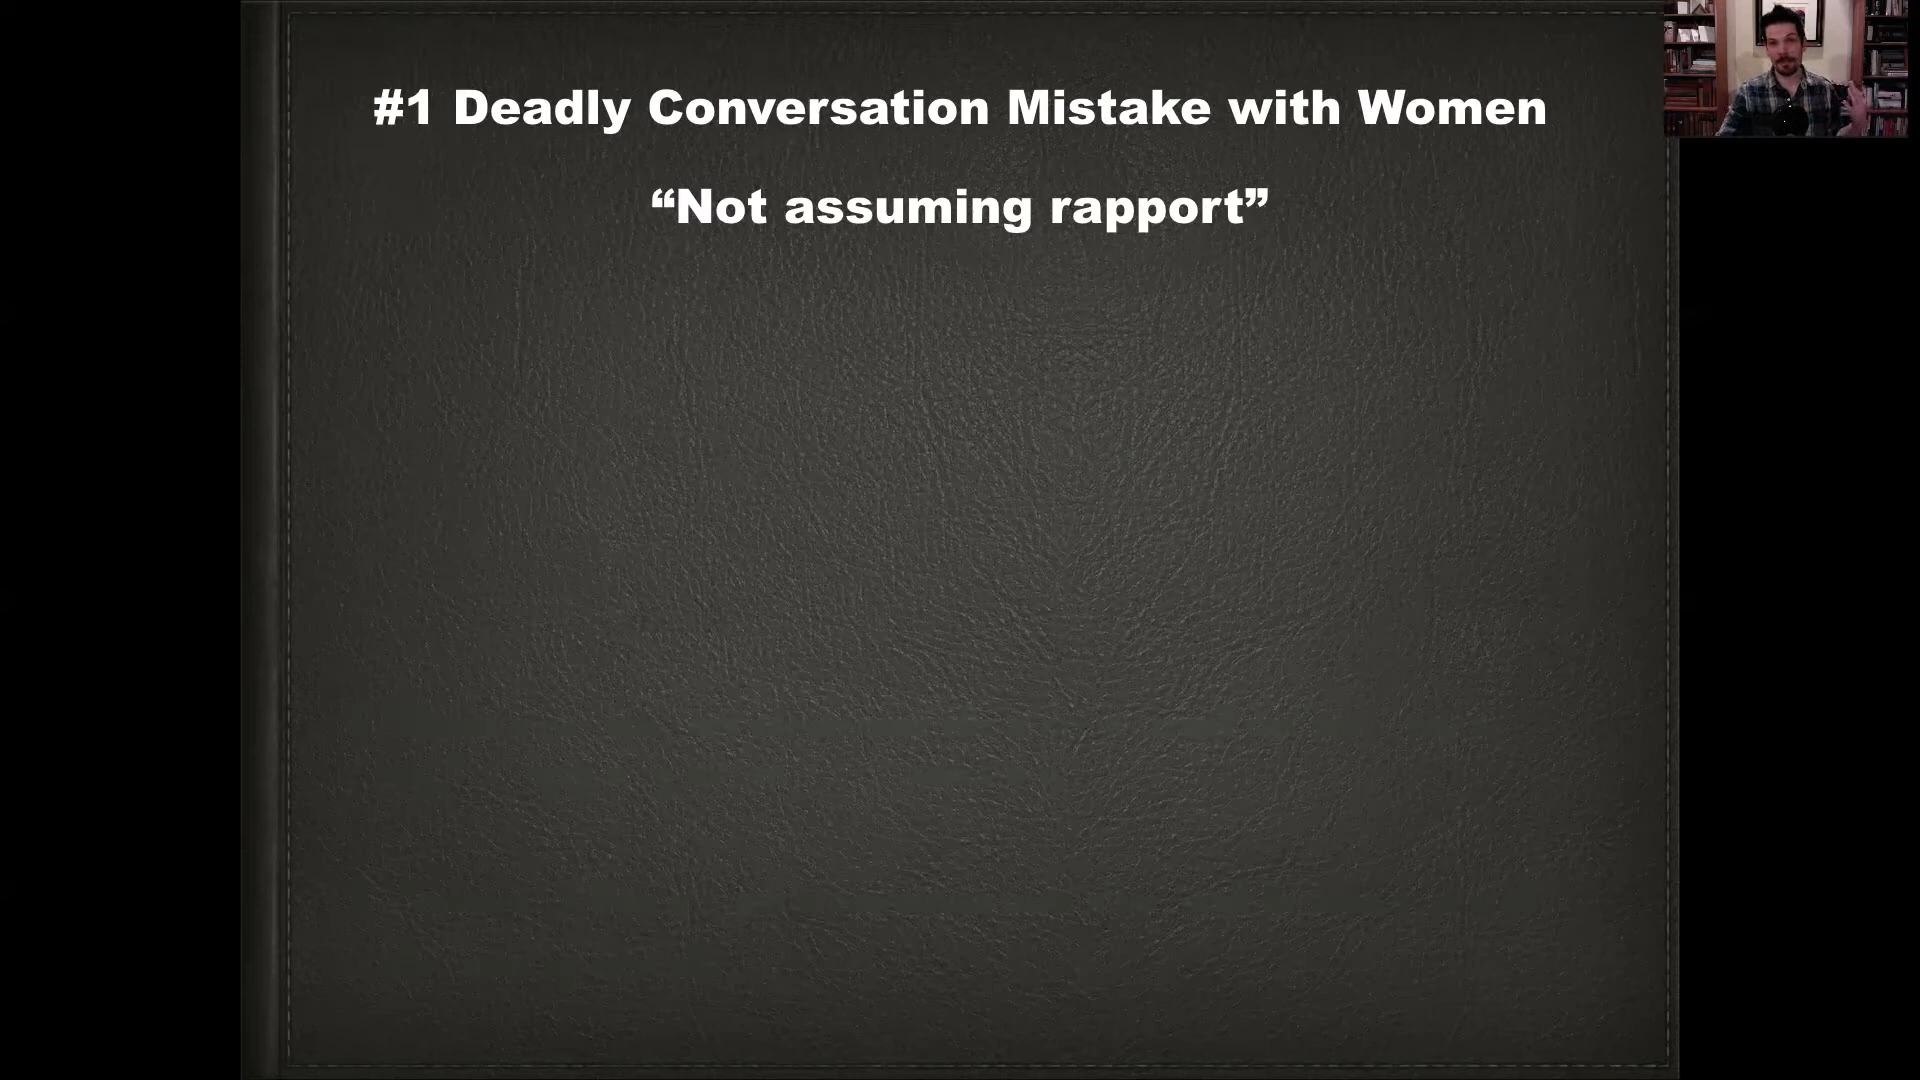 #1 Deadly Conversation Mistake with Women
“Not assuming rapport”